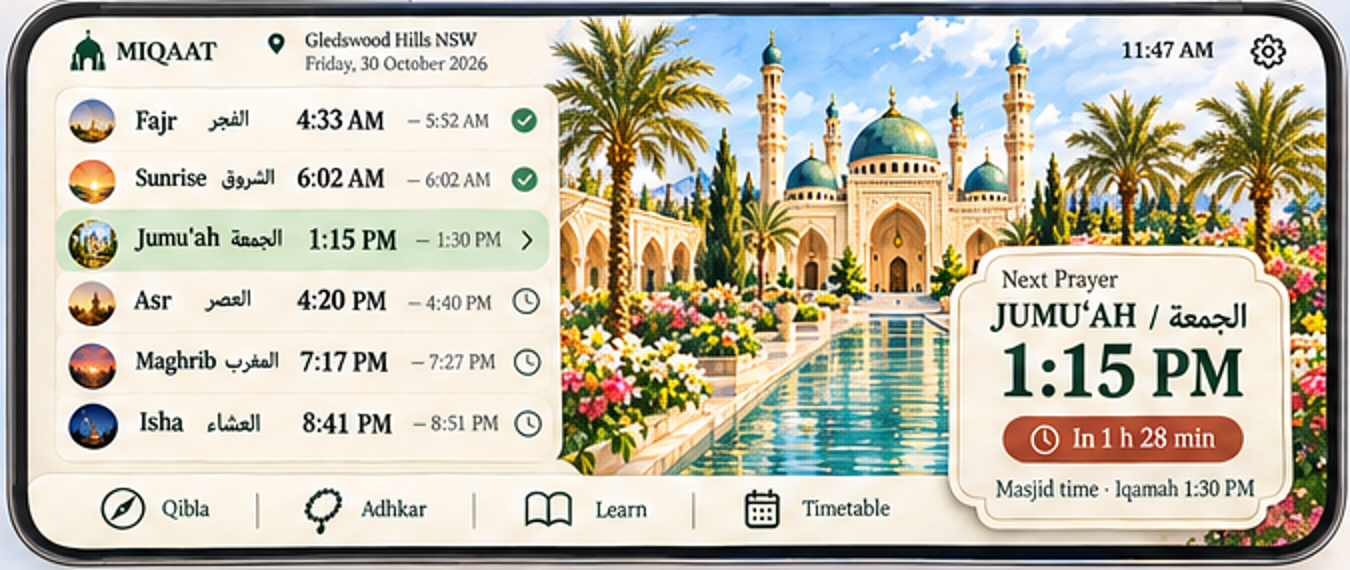 MIQAAT
Gledswood Hills NSW
Friday, 30 October 2026
11:47 AM
Fajr الفجر 4:33 AM – 5:52 AM
Sunrise الشروق 6:02 AM – 6:02 AM
Jumu'ah الجمعة 1:15 PM – 1:30 PM
Asr العصر 4:20 PM – 4:40 PM
Maghrib المغرب 7:17 PM – 7:27 PM
Isha العشاء 8:41 PM – 8:51 PM
Next Prayer
JUMU‘AH / الجمعة
1:15 PM
In 1 h 28 min
Masjid time · Iqamah 1:30 PM
Qibla
Adhkar
Learn
Timetable